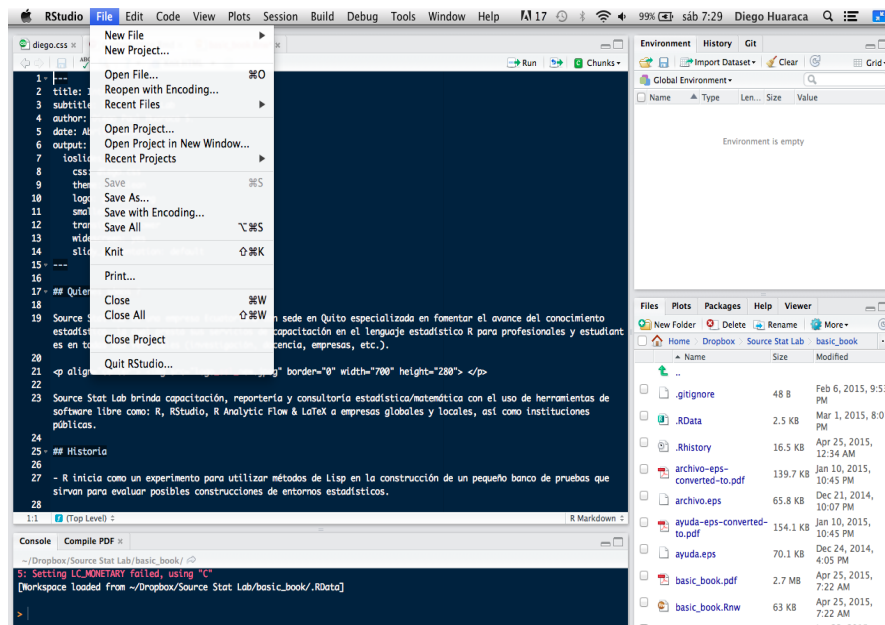 RStudio File Edit Code View Plots Session Build Debug Tools Window Help 17 99% sáb 7:29 Diego Huaraca
diego.css
New File
New Project...
Open File... ⌘O
Reopen with Encoding...
Recent Files
Open Project...
Open Project in New Window...
Recent Projects
Save ⌘S
Save As...
Save with Encoding...
Save All ⌥⌘S
Knit ⇧⌘K
Print...
Close ⌘W
Close All ⇧⌘W
Close Project
Quit RStudio...
ABC
Run Chunks
1 ---
2 title:
3 subtitle
4 author:
5 date:
6 output:
7 ioslid
8 css:
9 them
10 logo
11 smal
12 tran
13 wide
14 slid
15 ---
16
17 ## Quien
18
19 Source S sede en Quito especializada en fomentar el avance del conocimiento
estadíst capacitación en el lenguaje estadístico R para profesionales y estudiant
es en to encia, empresas, etc.).
20
21 <p alig " border="0" width="700" height="280"> </p>
22
23 Source Stat Lab brinda capacitación, reportería y consultoría estadística/matemática con el uso de herramientas de
software libre como: R, RStudio, R Analytic Flow & LaTeX a empresas globales y locales, así como instituciones
públicas.
24
25 ## Historia
26
27 - R inicia como un experimento para utilizar métodos de Lisp en la construcción de un pequeño banco de pruebas que
sirvan para evaluar posibles construcciones de entornos estadísticos.
28
1:1 (Top Level) R Markdown
Console Compile PDF
~/Dropbox/Source Stat Lab/basic_book/
5: Setting LC_MONETARY failed, using "C"
[Workspace loaded from ~/Dropbox/Source Stat Lab/basic_book/.RData]
>
Environment History Git
Import Dataset Clear Grid
Global Environment
Name Type Len... Size Value
Environment is empty
Files Plots Packages Help Viewer
New Folder Delete Rename More
Home Dropbox Source Stat Lab basic_book
Name Size Modified
..
.gitignore 48 B Feb 6, 2015, 9:53
PM
.RData 2.5 KB Mar 1, 2015, 8:0
PM
.Rhistory 16.5 KB Apr 25, 2015,
12:34 AM
archivo-eps-
converted-to.pdf 139.7 KB Jan 10, 2015,
10:45 PM
archivo.eps 65.8 KB Dec 21, 2014,
10:07 PM
ayuda-eps-converted-
to.pdf 154.1 KB Jan 10, 2015,
10:45 PM
ayuda.eps 70.1 KB Dec 24, 2014,
4:05 PM
basic_book.pdf 2.7 MB Apr 25, 2015,
7:22 AM
basic_book.Rnw 63 KB Apr 25, 2015,
7:22 AM